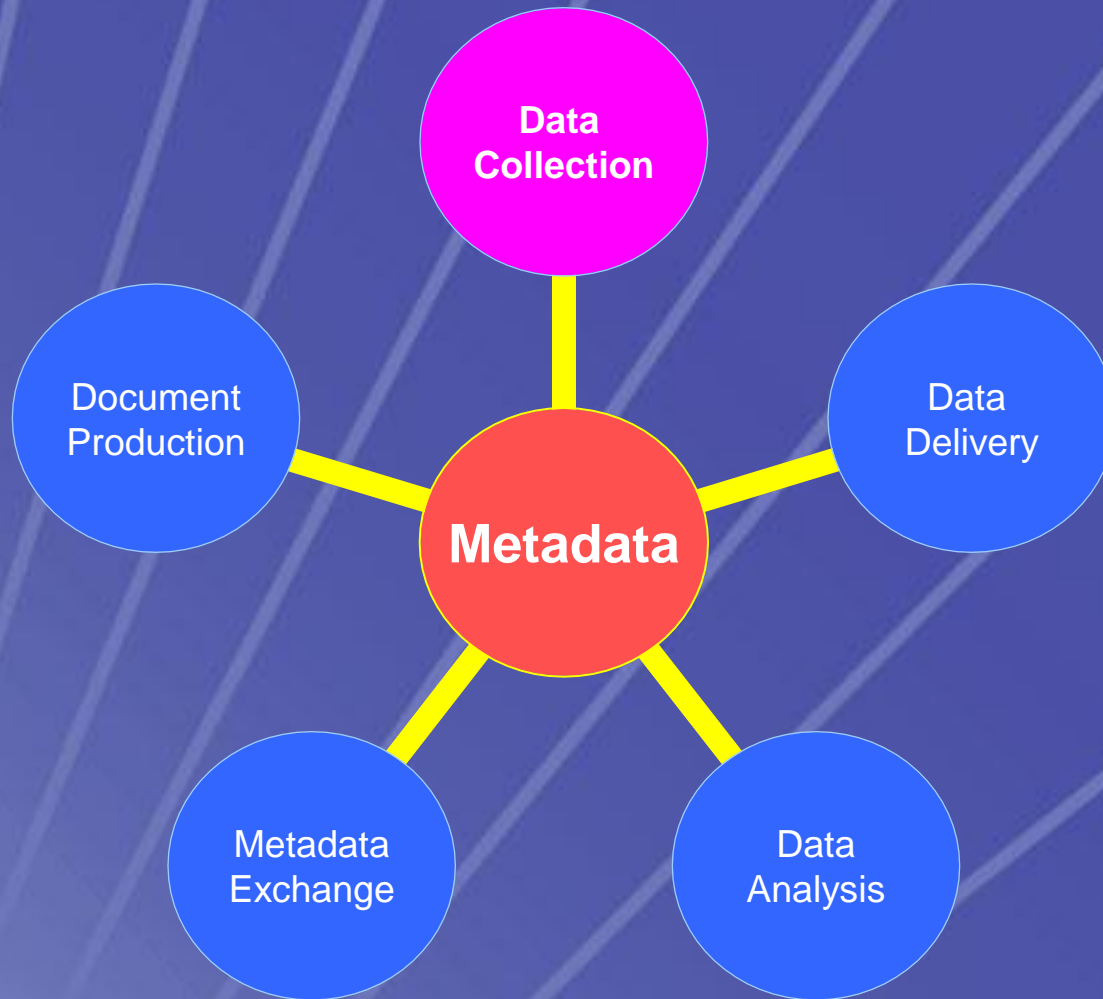 Data
Collection
Document
Production
Data
Delivery
Metadata
Metadata
Exchange
Data
Analysis